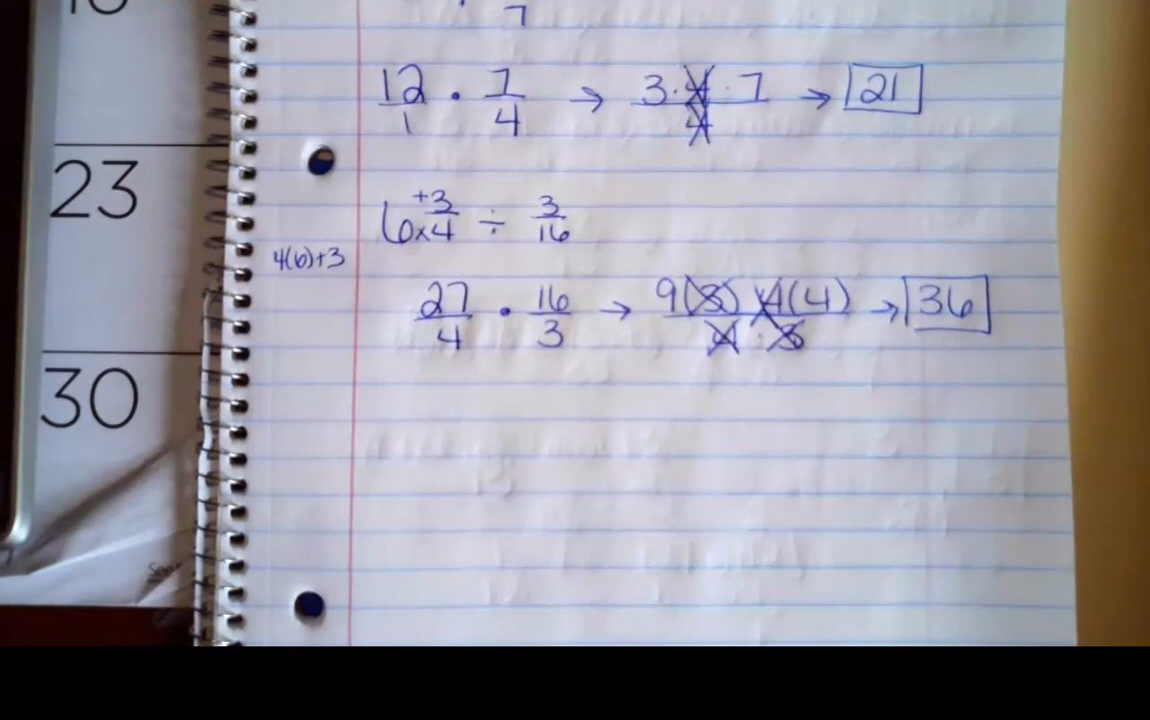 7
12/1 · 7/4 → 3·4·7/4 → 21
23
6 ×4 +3 ÷ 3/16
4(6)+3
27/4 · 16/3 → 9(3) 4(4)/4·3 → 36
30